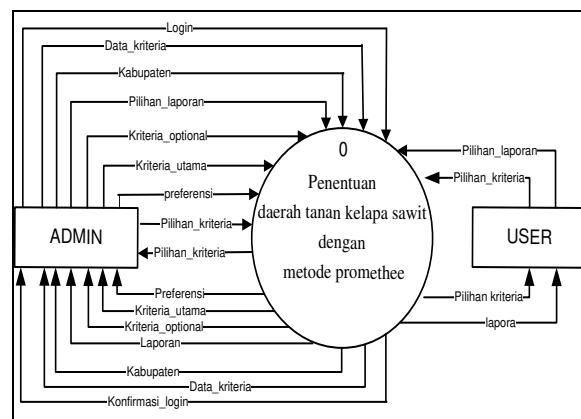 Login
Data_kriteria
Kabupaten
Pilihan_laporan
Kriteria_optional
Kriteria_utama
preferensi
Pilihan_kriteria
Pilihan_kriteria
ADMIN
0
Penentuan
daerah tanan kelapa sawit
dengan
metode promethee
Pilihan_laporan
Pilihan_kriteria
USER
Pilihan kriteria
lapora
Preferensi
Kriteria_utama
Kriteria_optional
Laporan
Kabupaten
Data_kriteria
Konfirmasi_login